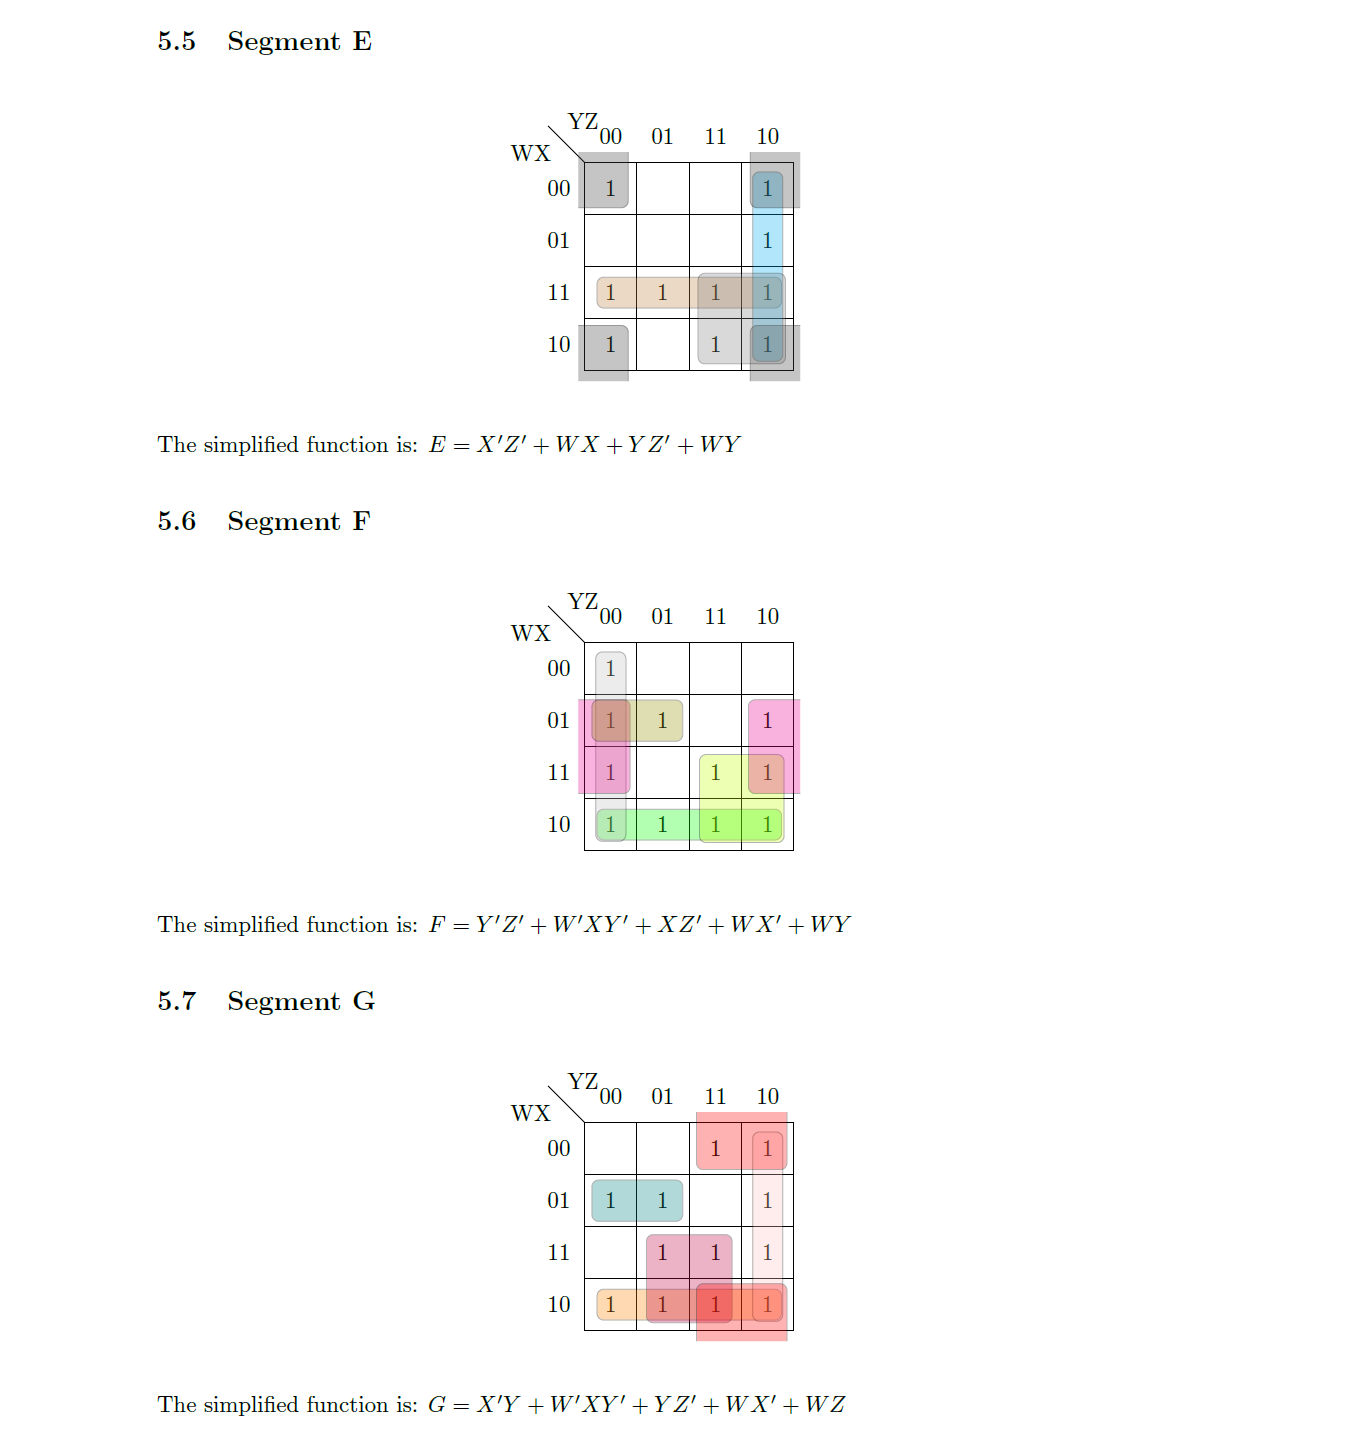 5.5 Segment E
YZ
00 01 11 10
WX
00 1 1
01 1
11 1 1 1 1
10 1 1 1
The simplified function is: E = X′Z′ + WX + YZ′ + WY
5.6 Segment F
YZ
00 01 11 10
WX
00 1
01 1 1 1
11 1 1 1
10 1 1 1 1
The simplified function is: F = Y′Z′ + W′XY′ + XZ′ + WX′ + WY
5.7 Segment G
YZ
00 01 11 10
WX
00 1 1
01 1 1 1
11 1 1 1
10 1 1 1 1
The simplified function is: G = X′Y + W′XY′ + YZ′ + WX′ + WZ